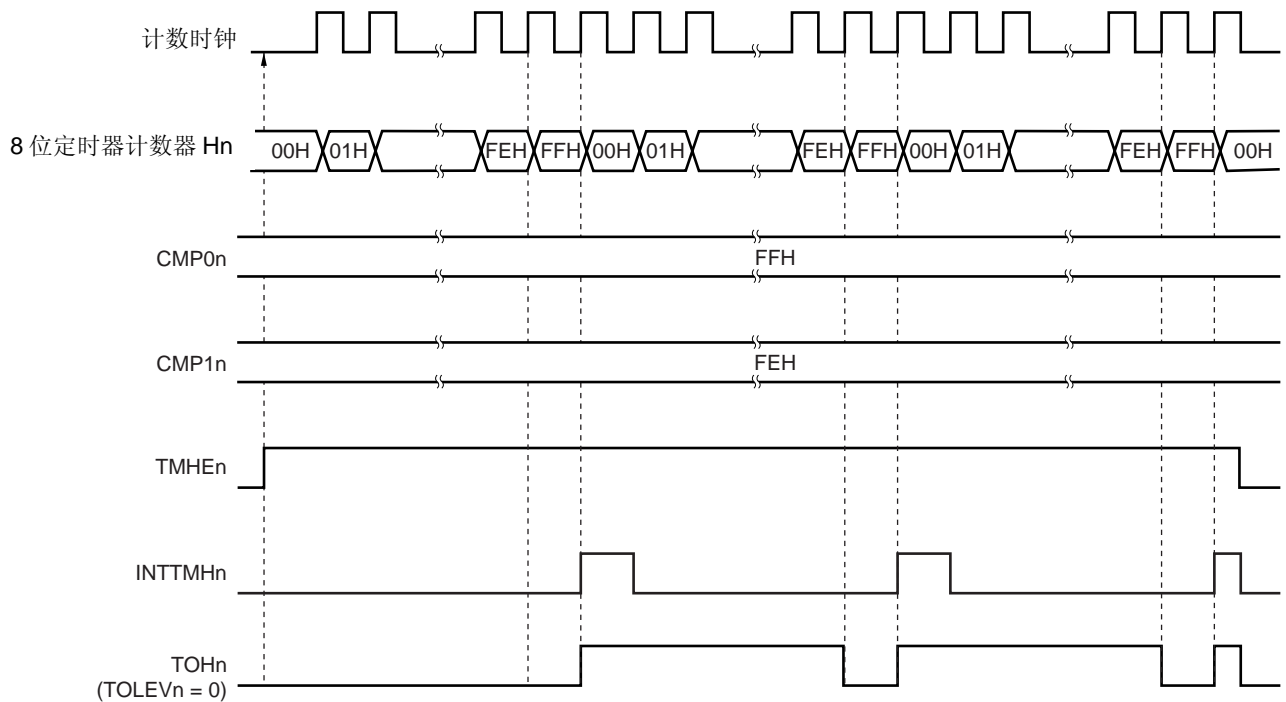 计数时钟
8 位定时器计数器 Hn 00H 01H FEH FFH 00H 01H FEH FFH 00H 01H FEH FFH 00H
CMP0n FFH
CMP1n FEH
TMHEn
INTTMHn
TOHn
(TOLEVn = 0)